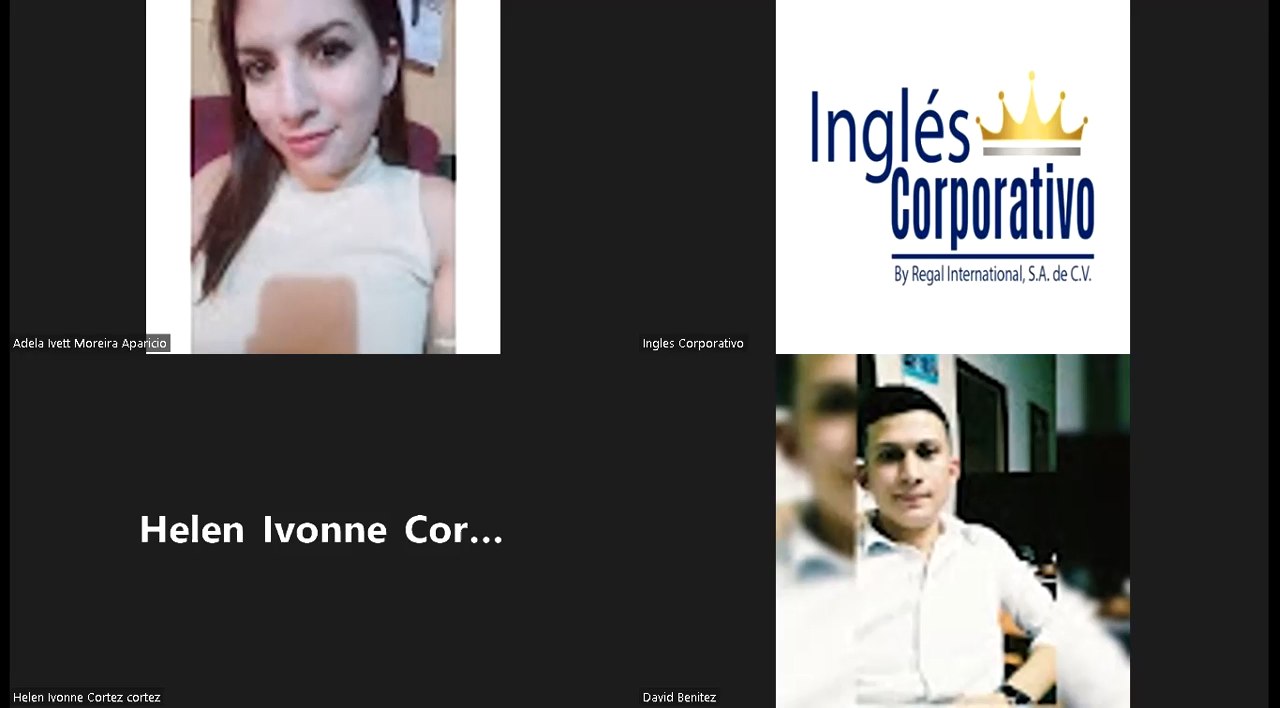 Inglés
Corporativo
By Regal International, S.A. de C.V.
Adela Ivett Moreira Aparicio
Ingles Corporativo
Helen Ivonne Cor...
Helen Ivonne Cortez cortez
David Benitez